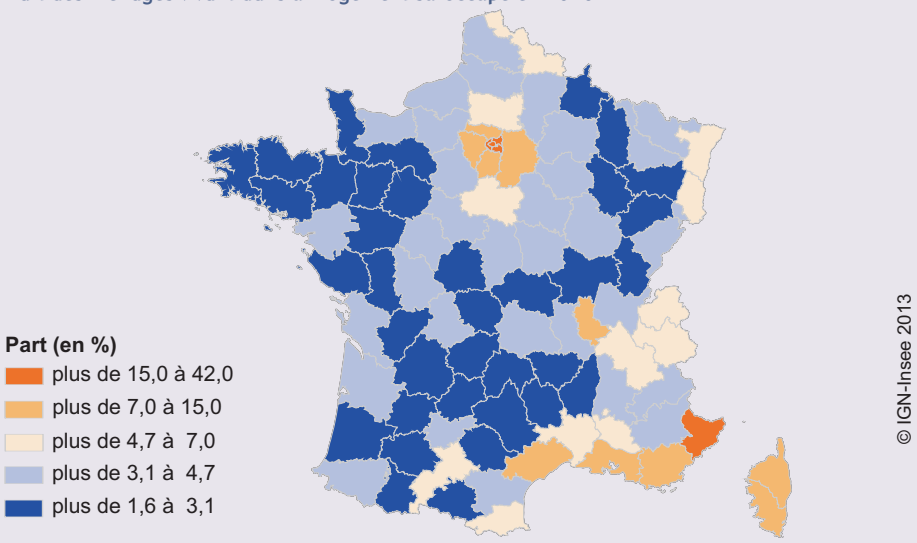 Part (en %)
plus de 15,0 à 42,0
plus de 7,0 à 15,0
plus de 4,7 à 7,0
plus de 3,1 à 4,7
plus de 1,6 à 3,1
© IGN-Insee 2013